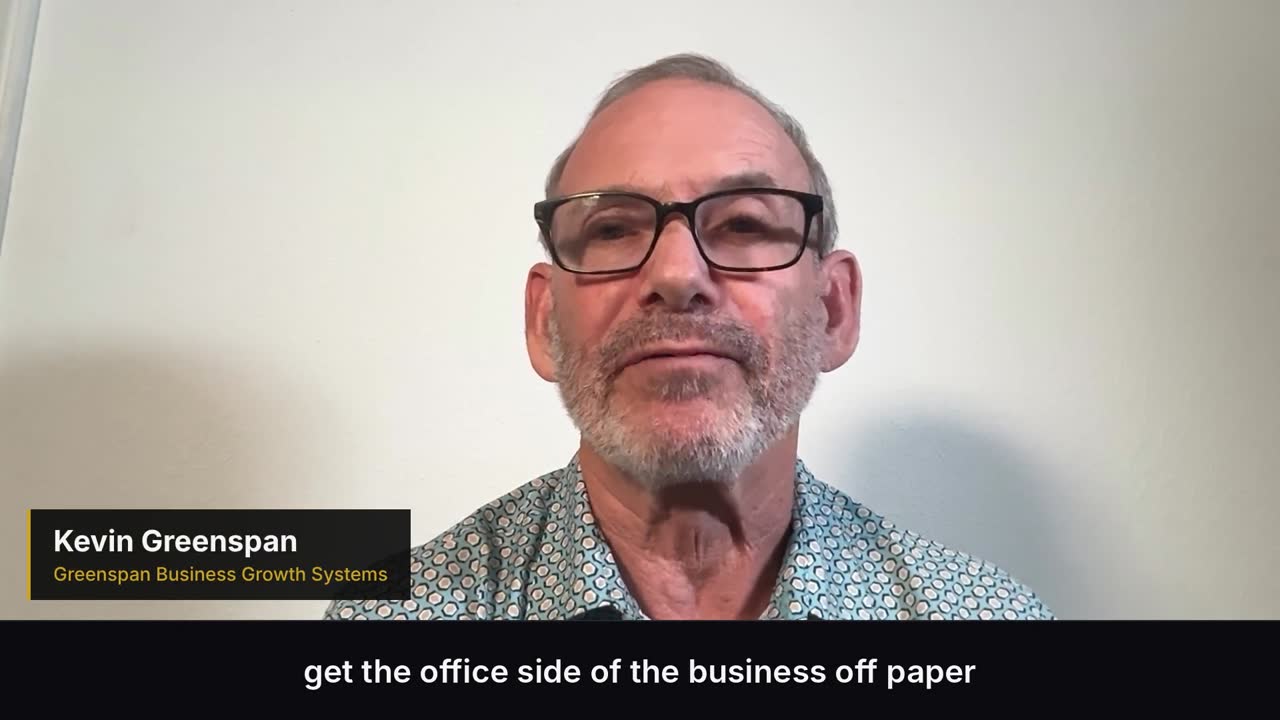 Kevin Greenspan
Greenspan Business Growth Systems
get the office side of the business off paper